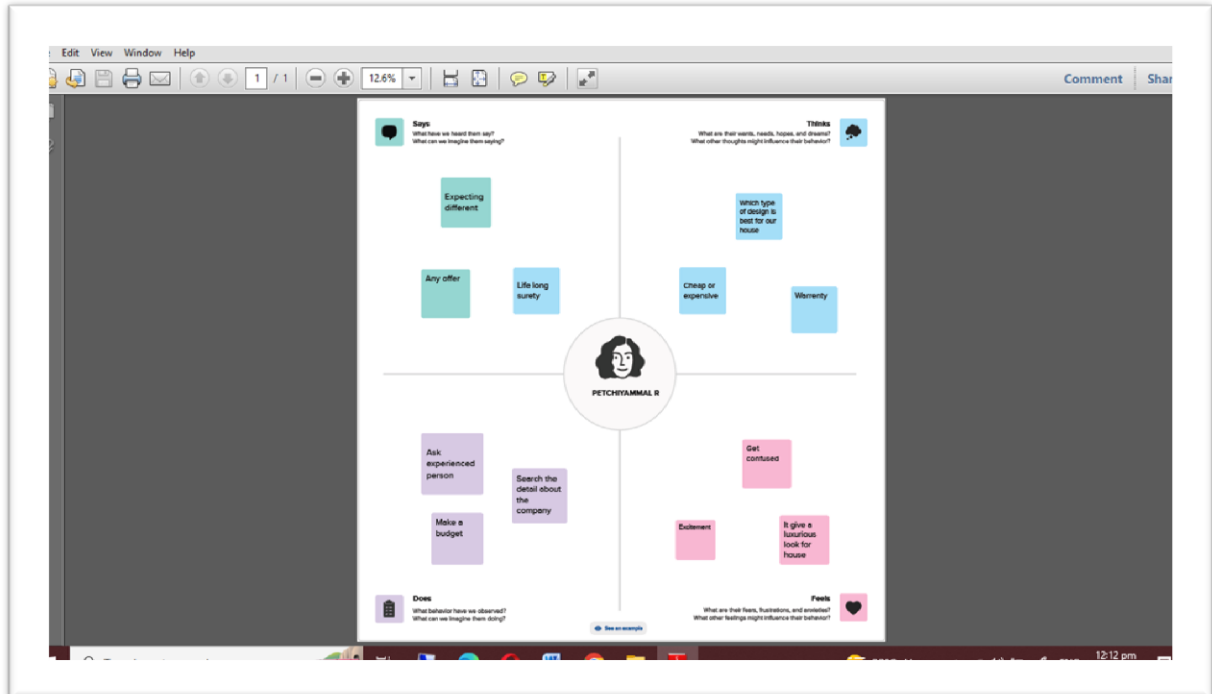 Edit View Window Help
1 / 1 12.6% Comment Shar
Says
What have we heard them say?
What can we imagine them saying?
Thinks
What are their wants, needs, hopes, and dreams?
What other thoughts might influence their behavior?
Expecting
different
Any offer
Life long
surety
Which type
of design is
best for our
house
Cheap or
expensive
Warrenty
PETCHIYAMMAL R
Ask
experienced
person
Search the
detail about
the
company
Make a
budget
Get
confused
Excitement
It give a
luxurious
look for
house
Does
What behavior have we observed?
What can we imagine them doing?
Feels
What are their fears, frustrations, and anxieties?
What other feelings might influence their behavior?
See an example
12:12 pm